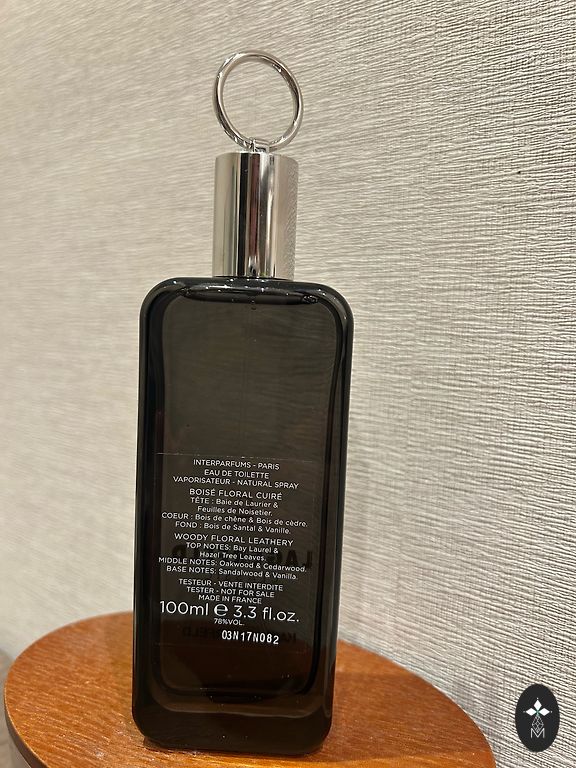 INTERPARFUMS - PARIS
EAU DE TOILETTE
VAPORISATEUR - NATURAL SPRAY
BOISÉ FLORAL CUIRÉ
TÊTE : Baie de Laurier &
Feuilles de Noisetier.
COEUR : Bois de chêne & Bois de cèdre.
FOND : Bois de Santal & Vanille.
WOODY FLORAL LEATHERY
TOP NOTES: Bay Laurel &
Hazel Tree Leaves.
MIDDLE NOTES: Oakwood & Cedarwood.
BASE NOTES: Sandalwood & Vanilla.
TESTEUR - VENTE INTERDITE
TESTER - NOT FOR SALE
MADE IN FRANCE
100ml e 3.3 fl.oz.
78%VOL.
03N17N082